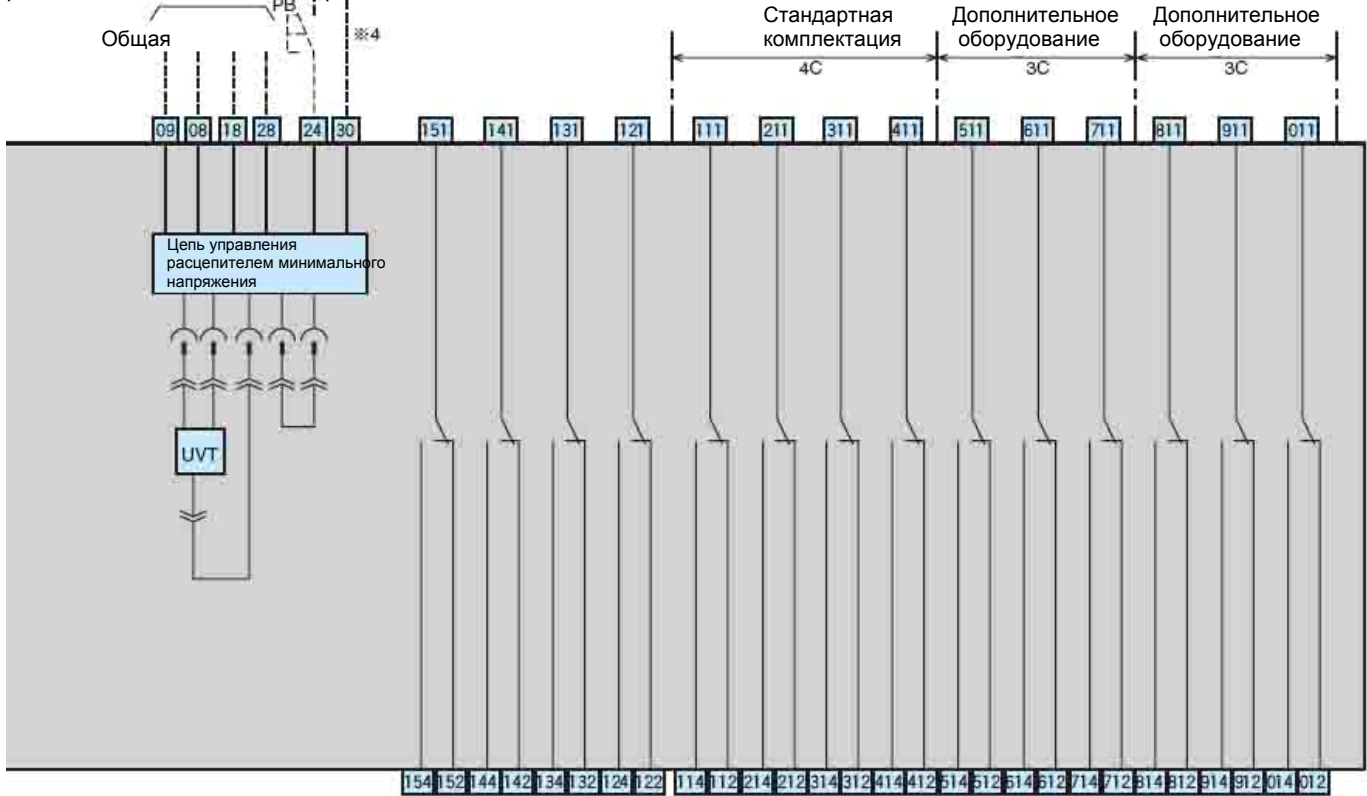 PB
Общая
※4
Стандартная
комплектация
4C
Дополнительное
оборудование
3C
Дополнительное
оборудование
3C
09 08 18 28 24 30 151 141 131 121 111 211 311 411 511 611 711 811 911 011
Цепь управления
расцепителем минимального
напряжения
UVT
154 152 144 142 134 132 124 122 114 112 214 212 314 312 414 412 514 512 614 612 714 712 814 812 914 912 014 012